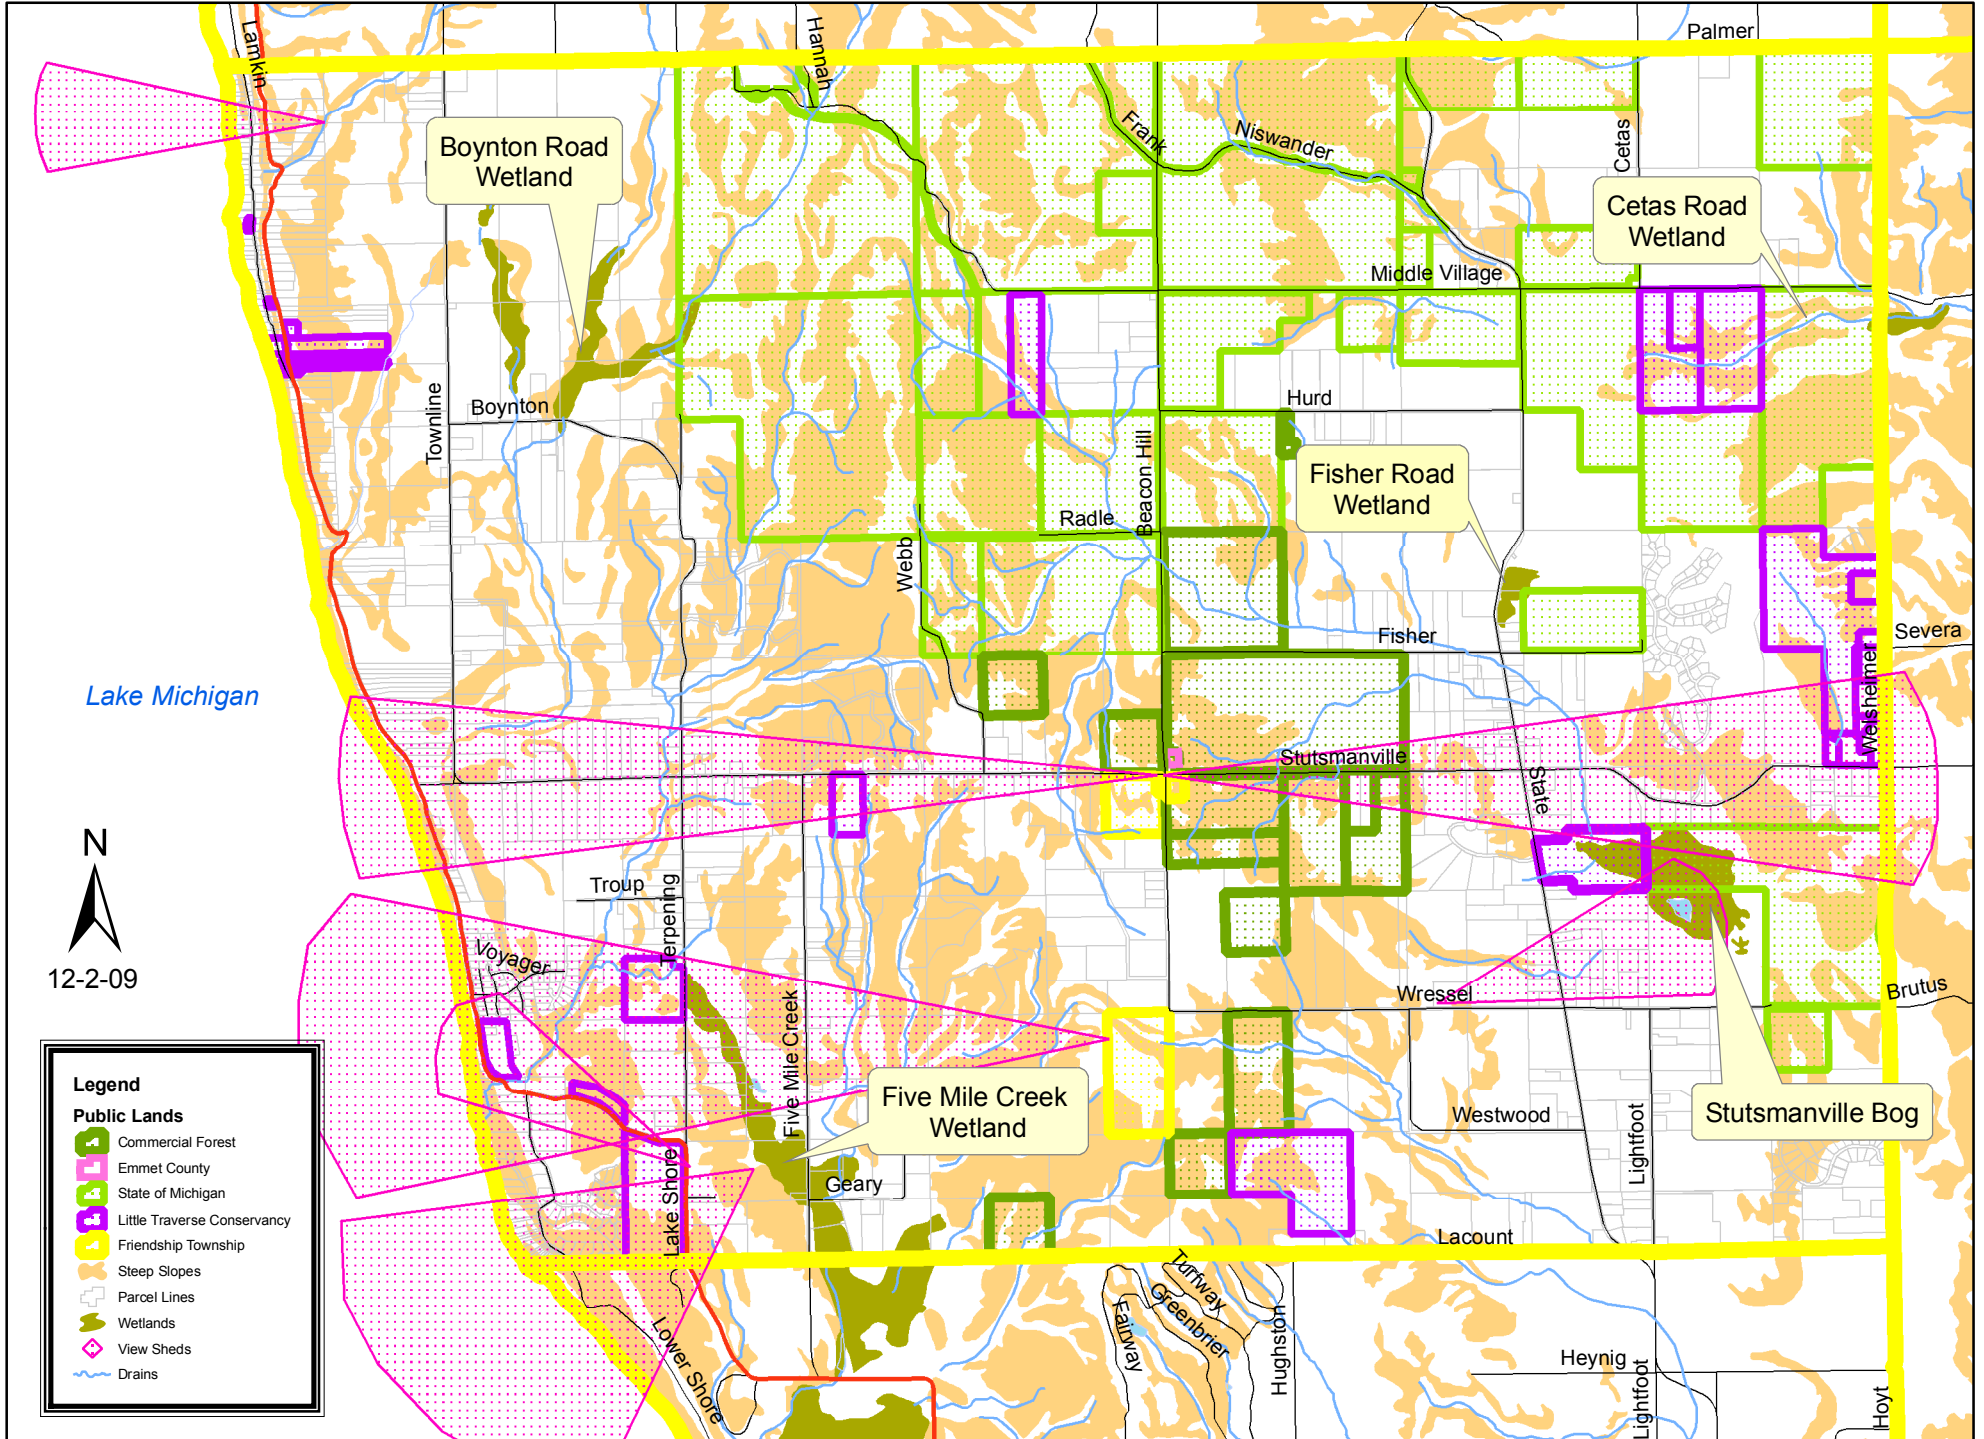 Palmer
Lamkin
Hannah
Frank
Niswander
Cetas
Boynton Road
Wetland
Cetas Road
Wetland
Middle Village
Townline
Boynton
Hurd
Beacon Hill
Fisher Road
Wetland
Radle
Webb
Fisher
Severa
Welsheimer
Lake Michigan
Stutsmanville
State
N
12-2-09
Troup
Terpening
Voyager
Five Mile Creek
Wressel
Brutus
Five Mile Creek
Wetland
Westwood
Lightfoot
Stutsmanville Bog
Geary
Lake Shore
Lacount
Turfway
Greenbrier
Fairway
Hughston
Lower Shore
Heynig
Lightfoot
Hoyt
Legend
Public Lands
Commercial Forest
Emmet County
State of Michigan
Little Traverse Conservancy
Friendship Township
Steep Slopes
Parcel Lines
Wetlands
View Sheds
Drains